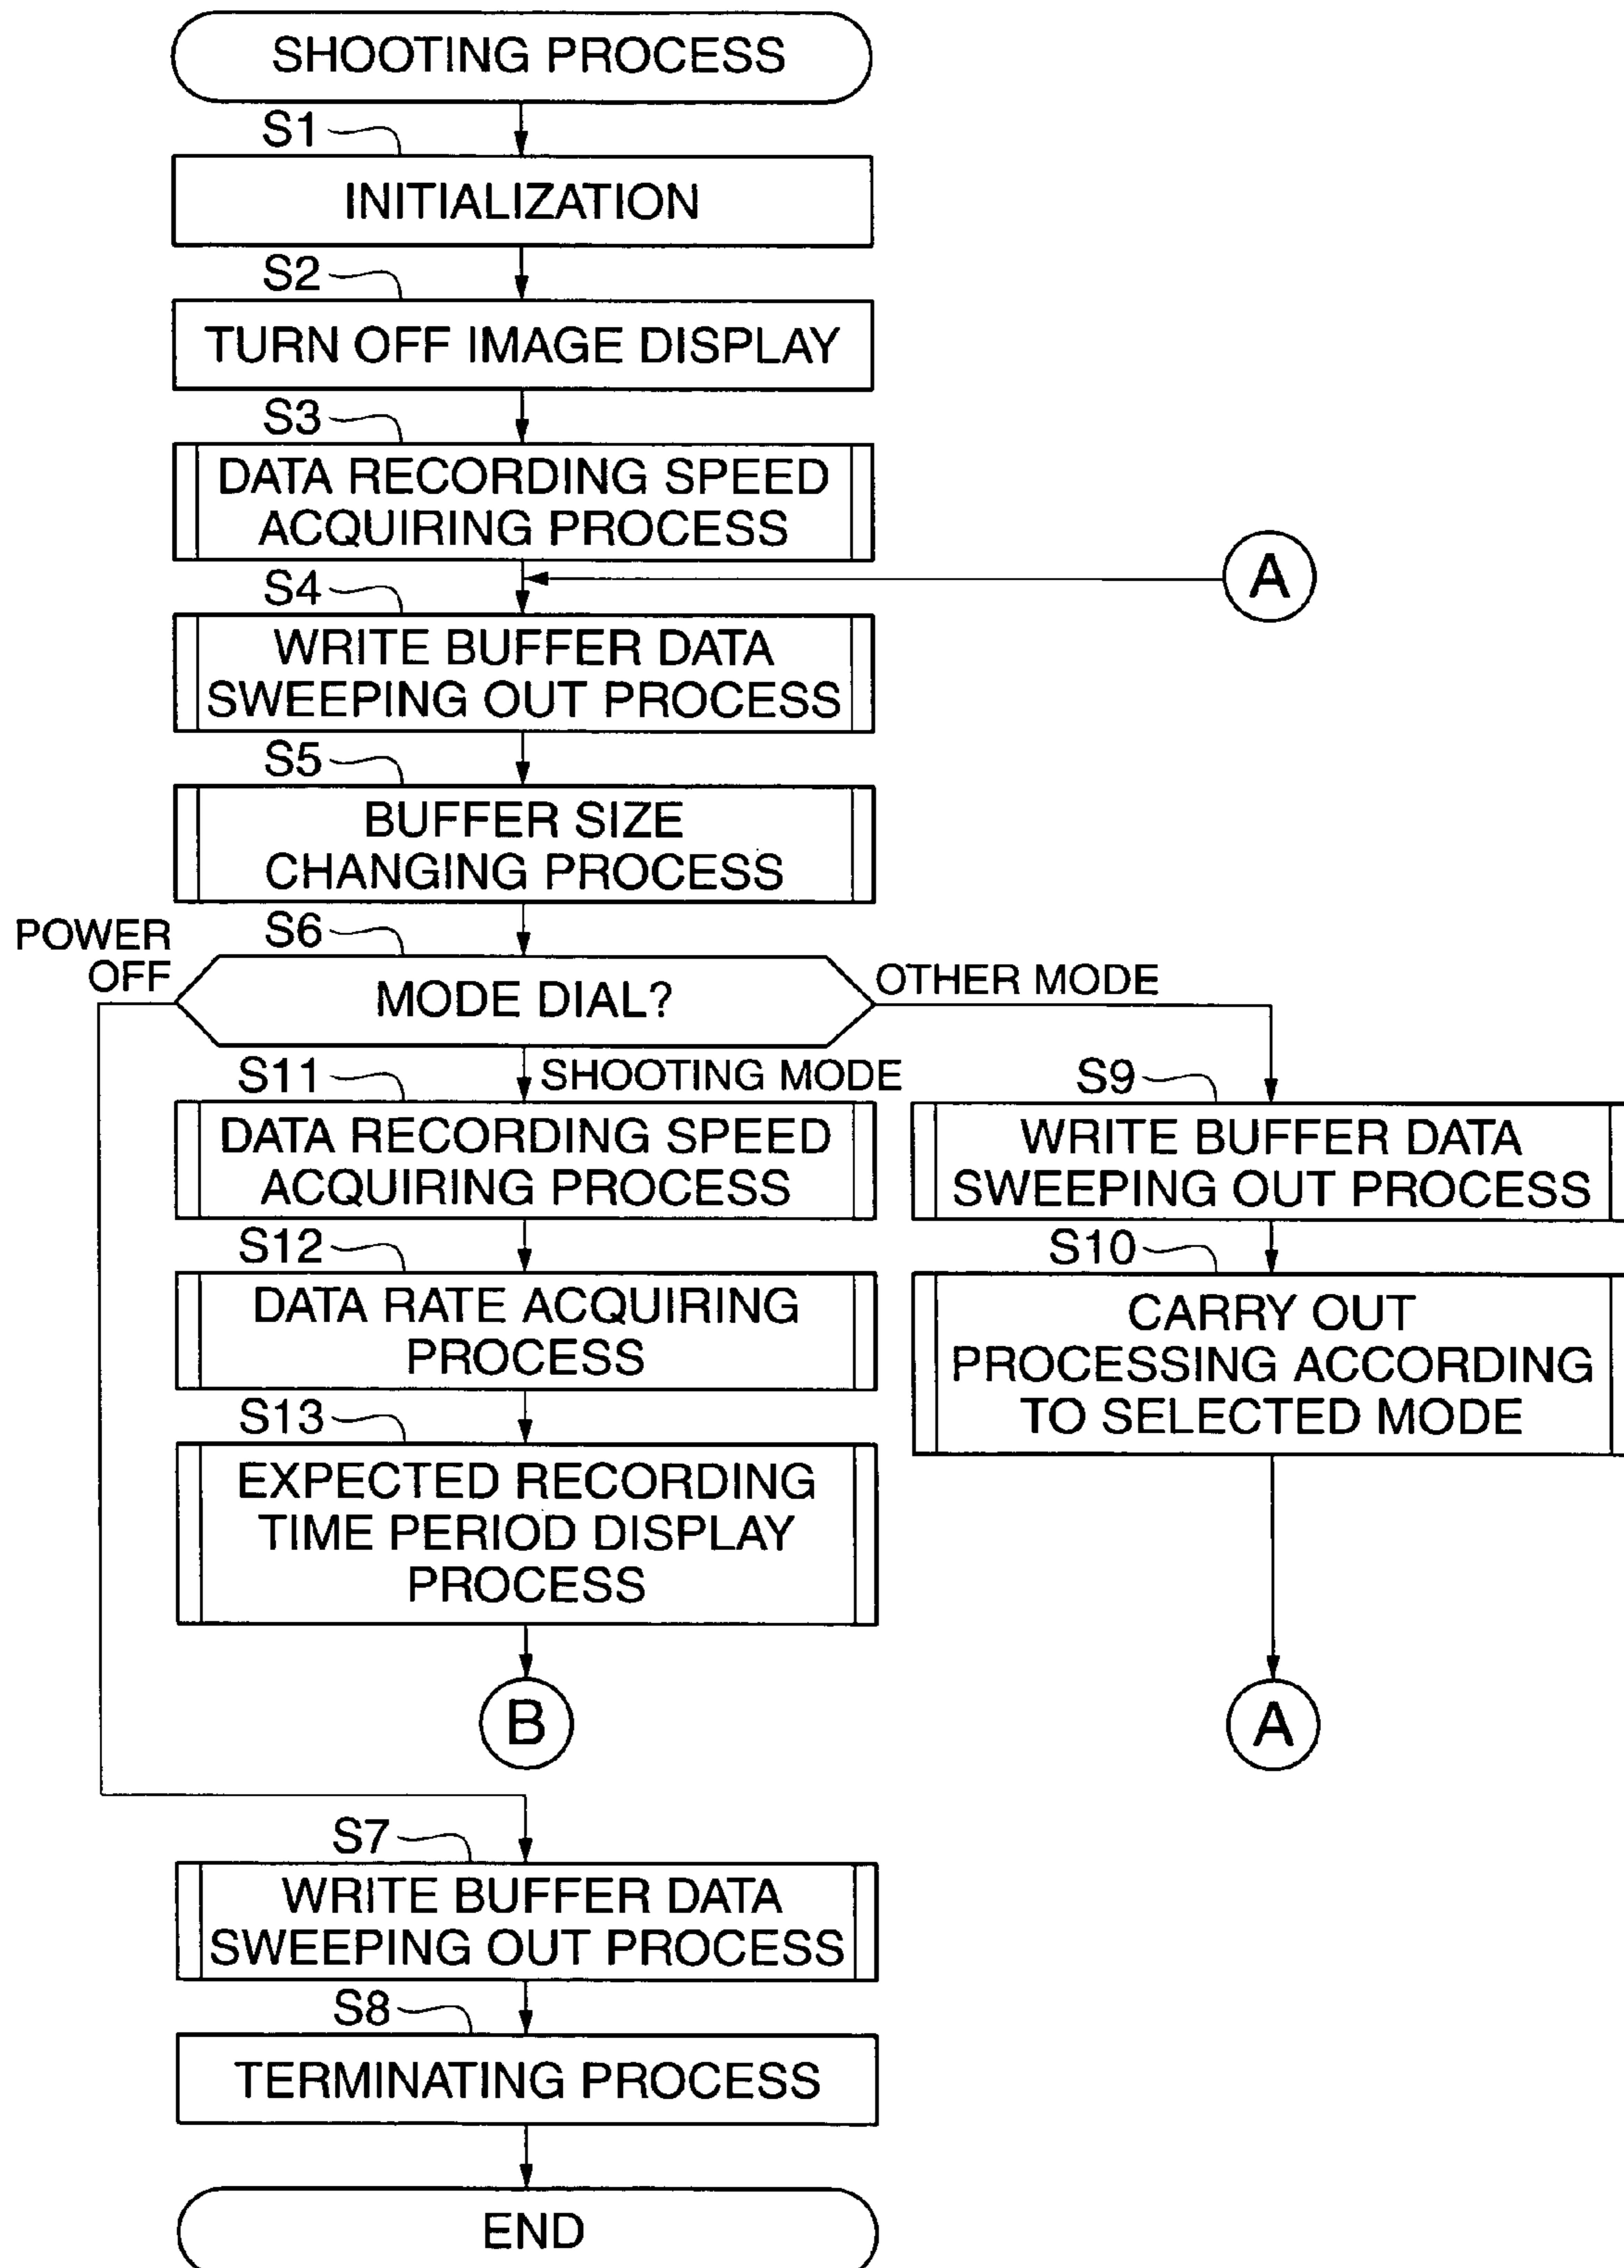 SHOOTING PROCESS
S1
INITIALIZATION
S2
TURN OFF IMAGE DISPLAY
S3
DATA RECORDING SPEED
ACQUIRING PROCESS
A
S4
WRITE BUFFER DATA
SWEEPING OUT PROCESS
S5
BUFFER SIZE
CHANGING PROCESS
POWER
OFF
S6
MODE DIAL?
OTHER MODE
S11
SHOOTING MODE
DATA RECORDING SPEED
ACQUIRING PROCESS
S12
DATA RATE ACQUIRING
PROCESS
S13
EXPECTED RECORDING
TIME PERIOD DISPLAY
PROCESS
B
S9
WRITE BUFFER DATA
SWEEPING OUT PROCESS
S10
CARRY OUT
PROCESSING ACCORDING
TO SELECTED MODE
A
S7
WRITE BUFFER DATA
SWEEPING OUT PROCESS
S8
TERMINATING PROCESS
END